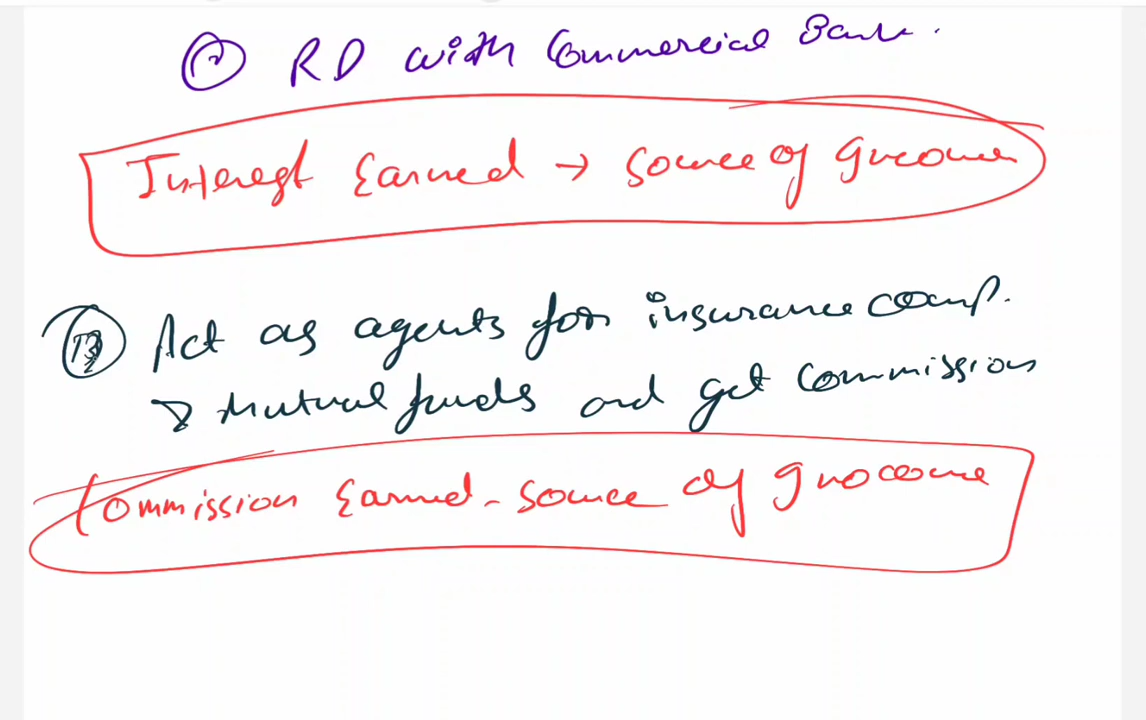 ② RD with Commercial Bank.
Interest Earned → Source of Income
Act as agents for insurance comp.
& Mutual funds and get Commission
Commission Earned - Source of Income